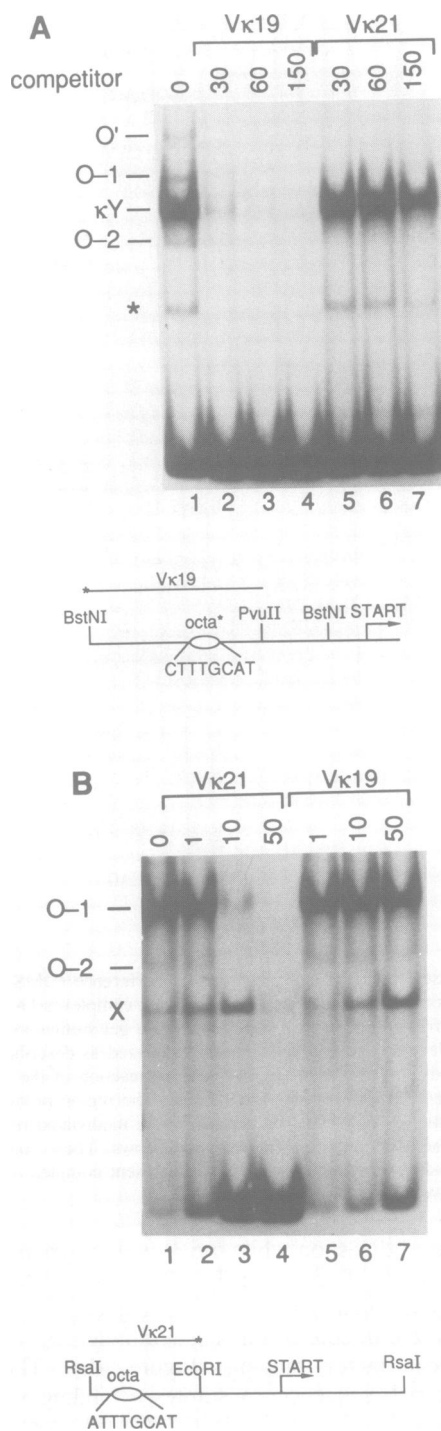 A
Vκ19 Vκ21
competitor 0 30 60 150 30 60 150
O'
O–1
κY
O–2
*
1 2 3 4 5 6 7
*Vκ19
BstNI octa* PvuII BstNI START
CTTTGCAT
B
Vκ21 Vκ19
0 1 10 50 1 10 50
O–1
O–2
X
1 2 3 4 5 6 7
Vκ21*
RsaI octa EcoRI START RsaI
ATTTGCAT